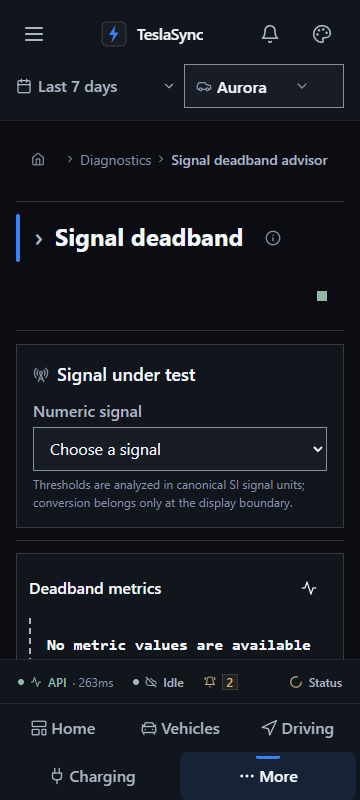 TeslaSync
Last 7 days
Aurora
Diagnostics
Signal deadband advisor
Signal deadband
Signal under test
Numeric signal
Choose a signal
Thresholds are analyzed in canonical SI signal units;
conversion belongs only at the display boundary.
Deadband metrics
No metric values are available
API · 263ms
Idle
2
Status
Home
Vehicles
Driving
Charging
More